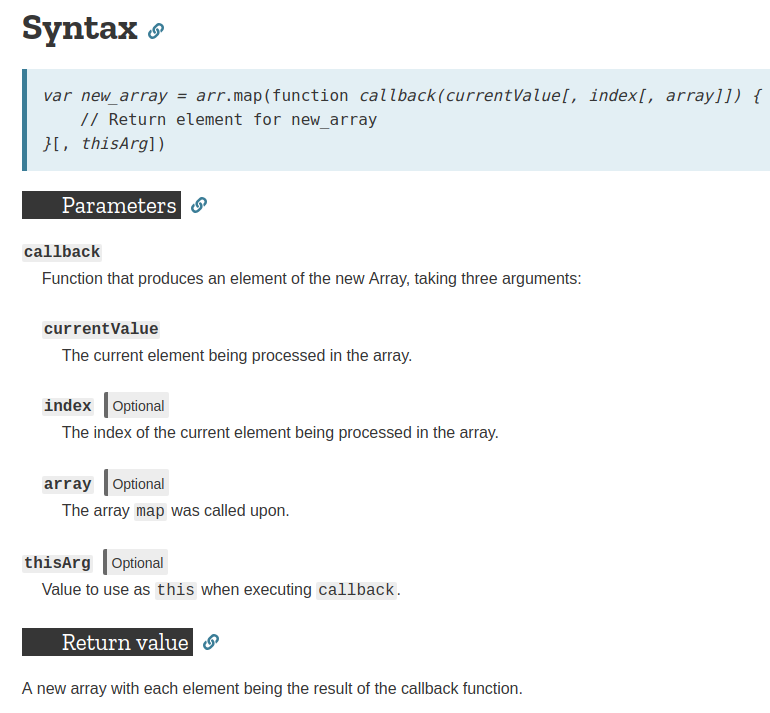 Syntax
var new_array = arr.map(function callback(currentValue[, index[, array]]) {
    // Return element for new_array
}[, thisArg])
Parameters
callback
Function that produces an element of the new Array, taking three arguments:
currentValue
The current element being processed in the array.
index Optional
The index of the current element being processed in the array.
array Optional
The array map was called upon.
thisArg Optional
Value to use as this when executing callback.
Return value
A new array with each element being the result of the callback function.